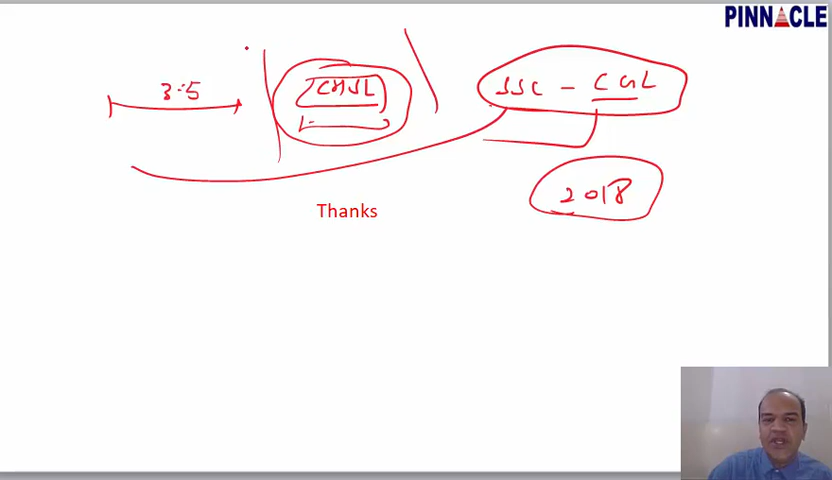 PINNACLE
3.5
CHSL
SSC - CGL
2018
Thanks